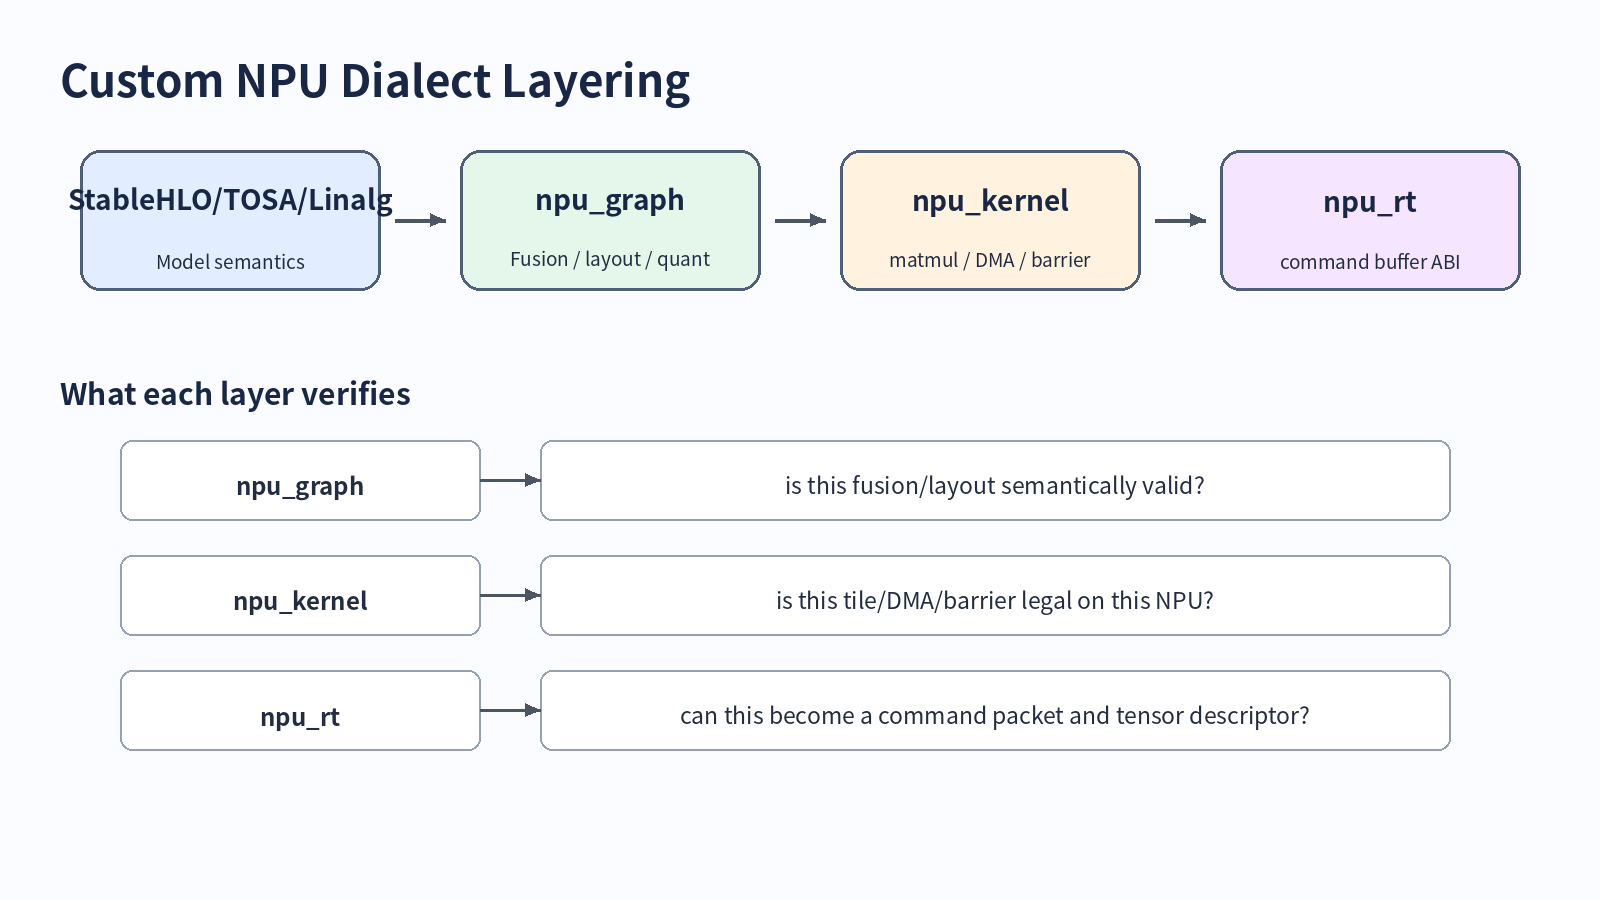 Custom NPU Dialect Layering
StableHLO/TOSA/Linalg
Model semantics
npu_graph
Fusion / layout / quant
npu_kernel
matmul / DMA / barrier
npu_rt
command buffer ABI
What each layer verifies
npu_graph
is this fusion/layout semantically valid?
npu_kernel
is this tile/DMA/barrier legal on this NPU?
npu_rt
can this become a command packet and tensor descriptor?